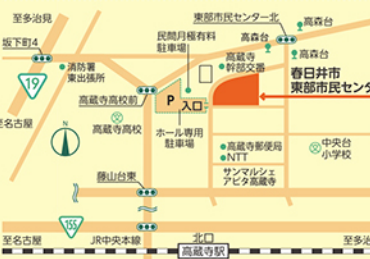 至多治見
東部市民センター北
坂下町4
民間月極有料
駐車場
高森台
高森台
高森台
消防署
東出張所
高蔵寺
幹部交番
春日井市
東部市民セン
19
高蔵寺高校前
P
入口
至名古屋
高蔵寺高校
ホール専用
駐車場
高蔵寺郵便局
NTT
中央台
小学校
藤山台東
サンマルシェ
アピタ高蔵寺
155
至名古屋
JR中央本線
北口
高蔵寺駅
至多治